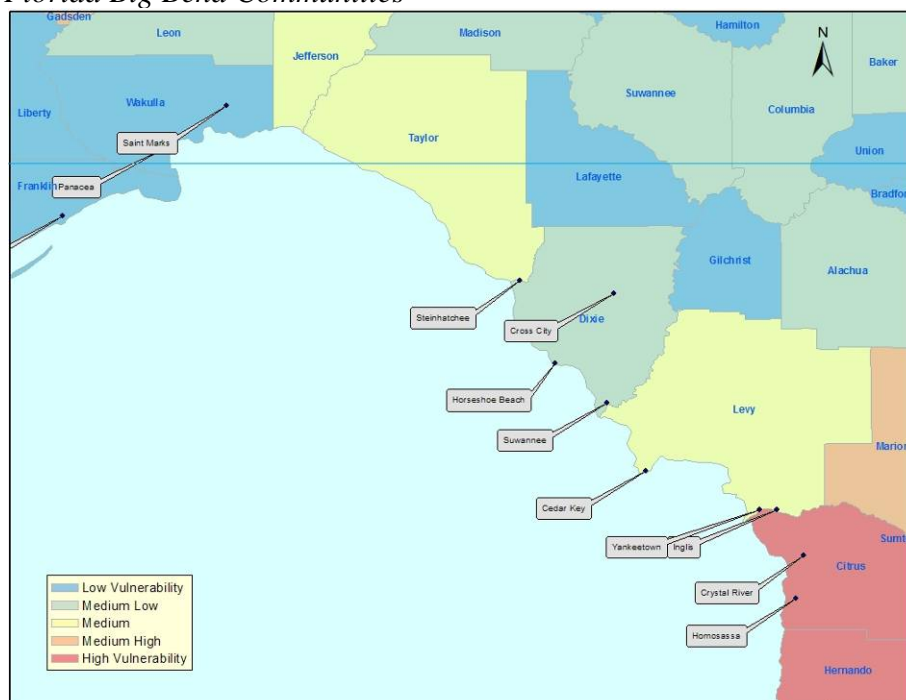 Florida Big Bend Communities
Gadsden
Leon
Madison
Hamilton
N
Jefferson
Baker
Suwannee
Columbia
Liberty
Wakulla
Taylor
Saint Marks
Union
Lafayette
Franklin
Panacea
Bradfor
Gilchrist
Alachua
Steinhatchee
Cross City
Dixie
Horseshoe Beach
Levy
Suwannee
Marion
Cedar Key
Yankeetown
Inglis
Sumt
Citrus
Crystal River
Homosassa
Hernando
Low Vulnerability
Medium Low
Medium
Medium High
High Vulnerability